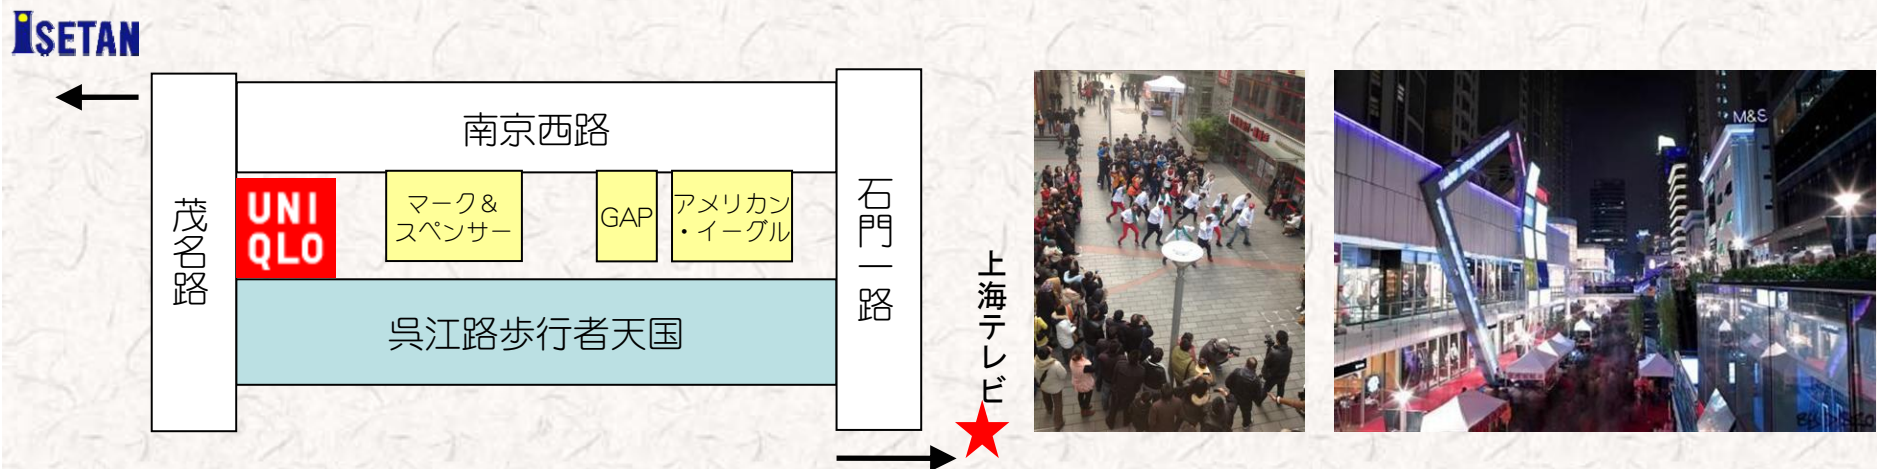 ISETAN
南京西路
茂名路
UNI
QLO
マーク&
スペンサー
GAP
アメリカン
・イーグル
石門一路
呉江路歩行者天国
上海テレビ
M&S